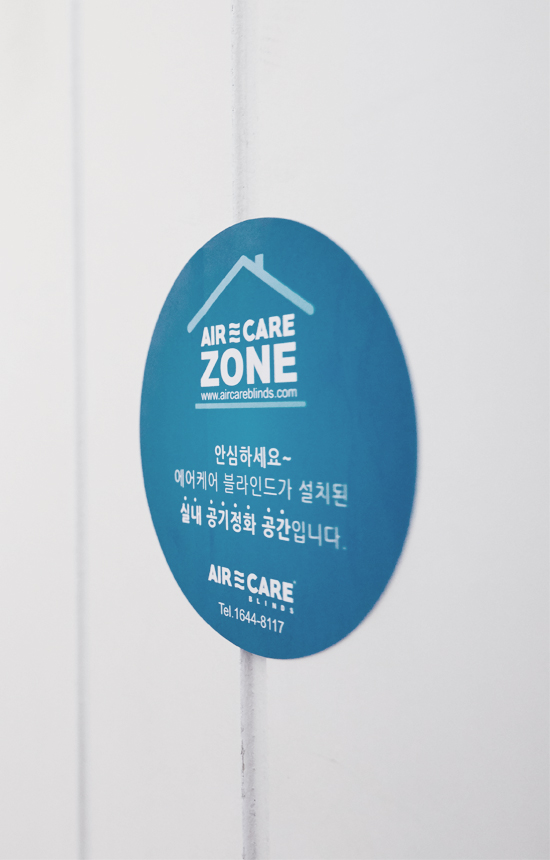 AIR CARE
ZONE
www.aircareblinds.com
안심하세요~
에어케어 블라인드가 설치된
실내 공기정화 공간입니다.
AIR CARE®
BLINDS
Tel.1644-8117